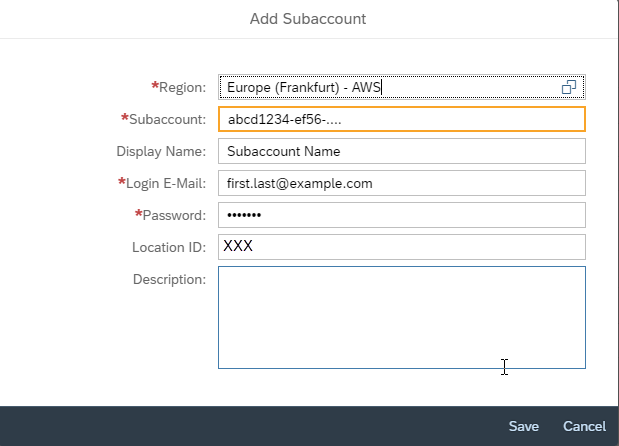 Add Subaccount
*Region: Europe (Frankfurt) - AWS
*Subaccount: abcd1234-ef56-....
Display Name: Subaccount Name
*Login E-Mail: first.last@example.com
*Password: •••••••
Location ID: XXX
Description:
Save Cancel